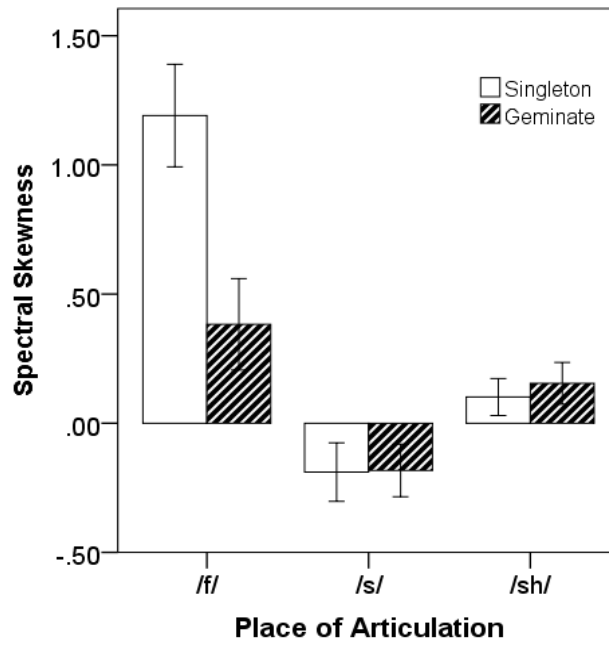 1.50
1.00
.50
.00
-.50
Spectral Skewness
Singleton
Geminate
/f/
/s/
/sh/
Place of Articulation